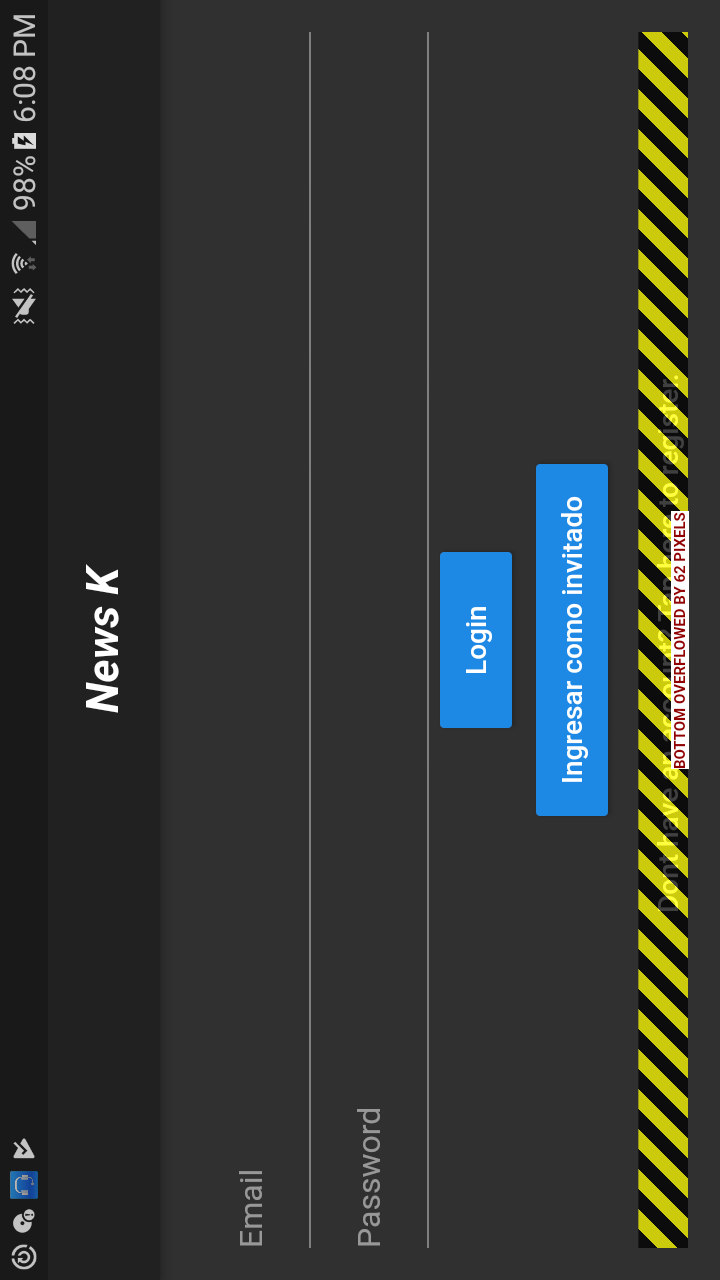 98% 6:08 PM
News K
Email
Password
Login
Ingresar como invitado
Dont have an account? Tap here to register.
BOTTOM OVERFLOWED BY 62 PIXELS